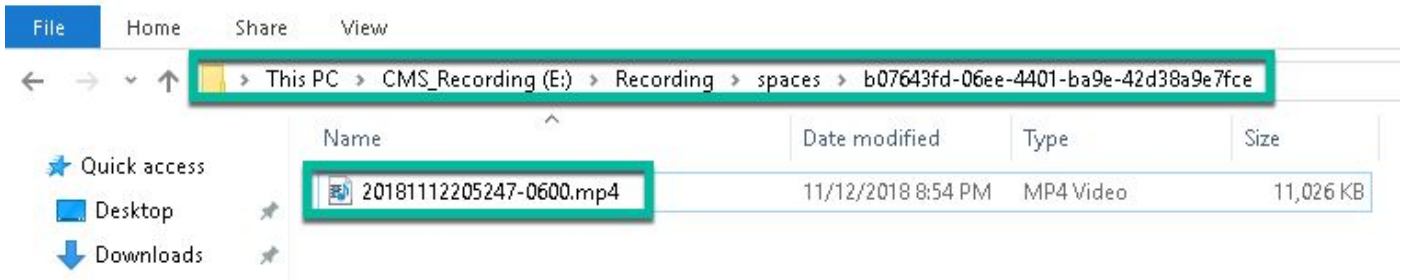 File Home Share View
This PC > CMS_Recording (E:) > Recording > spaces > b07643fd-06ee-4401-ba9e-42d38a9e7fce
Name Date modified Type Size
Quick access
20181112205247-0600.mp4 11/12/2018 8:54 PM MP4 Video 11,026 KB
Desktop
Downloads